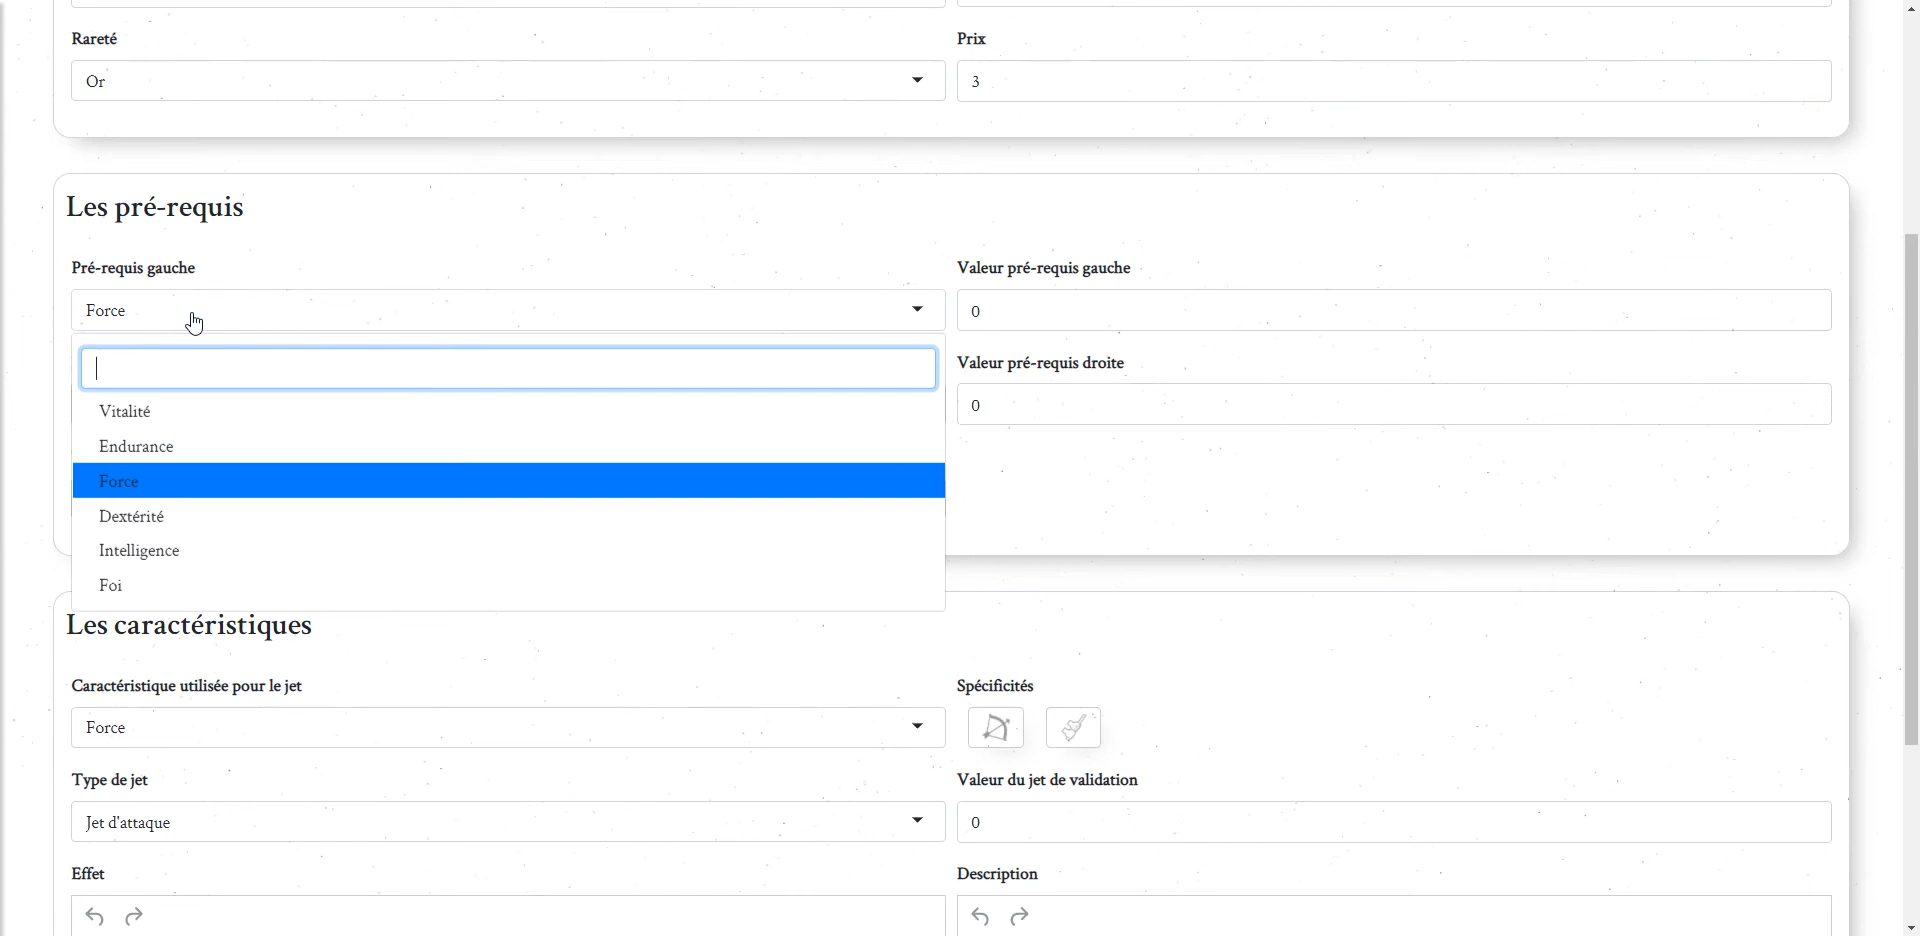 Rareté
Prix
Or
3
Les pré-requis
Pré-requis gauche
Valeur pré-requis gauche
Force
0
Valeur pré-requis droite
0
Vitalité
Endurance
Force
Dextérité
Intelligence
Foi
Les caractéristiques
Caractéristique utilisée pour le jet
Spécificités
Force
Type de jet
Valeur du jet de validation
Jet d'attaque
0
Effet
Description